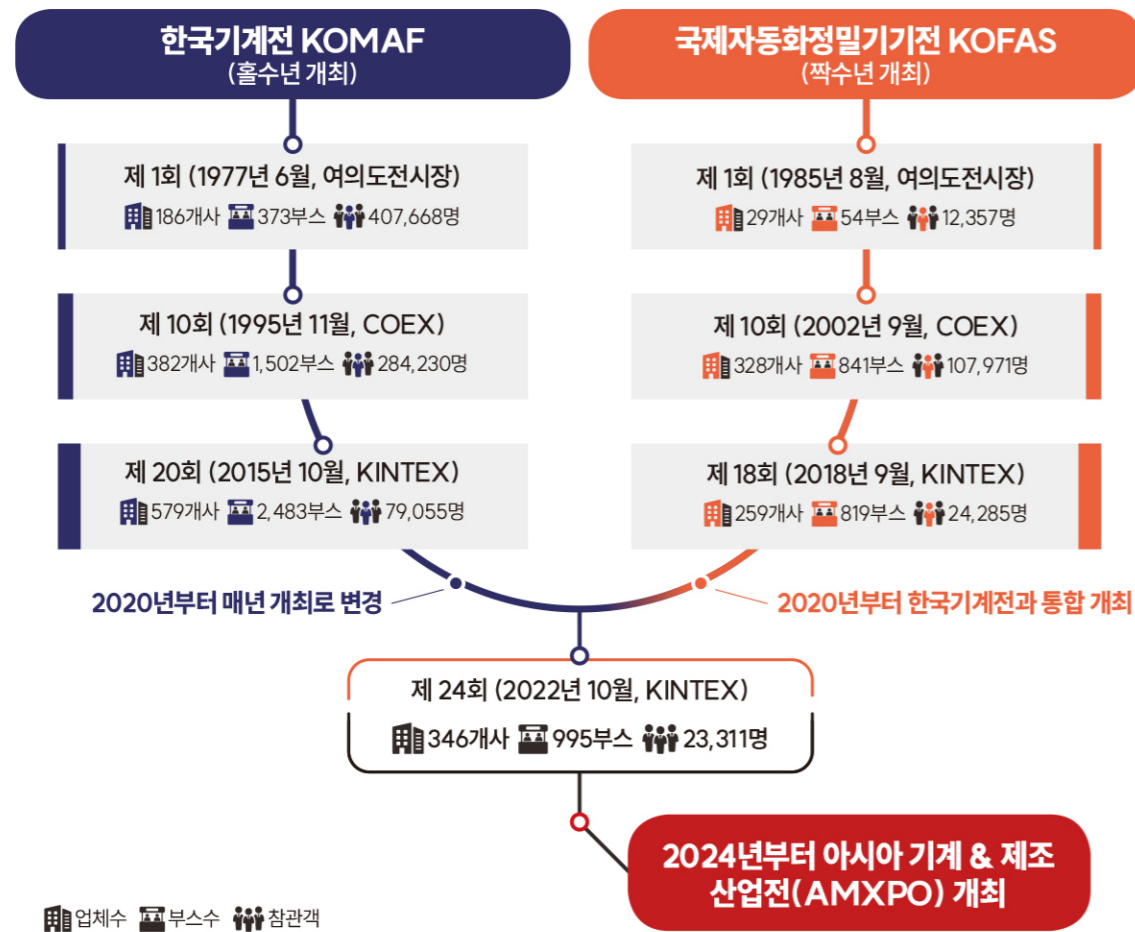 한국기계전 KOMAF
(홀수년 개최)
제 1회 (1977년 6월, 여의도전시장)
186개사 373부스 407,668명
제 10회 (1995년 11월, COEX)
382개사 1,502부스 284,230명
제 20회 (2015년 10월, KINTEX)
579개사 2,483부스 79,055명
2020년부터 매년 개최로 변경
국제자동화정밀기기전 KOFAS
(짝수년 개최)
제 1회 (1985년 8월, 여의도전시장)
29개사 54부스 12,357명
제 10회 (2002년 9월, COEX)
328개사 841부스 107,971명
제 18회 (2018년 9월, KINTEX)
259개사 819부스 24,285명
2020년부터 한국기계전과 통합 개최
제 24회 (2022년 10월, KINTEX)
346개사 995부스 23,311명
2024년부터 아시아 기계 & 제조
산업전(AMXPO) 개최
업체수 부스수 참관객